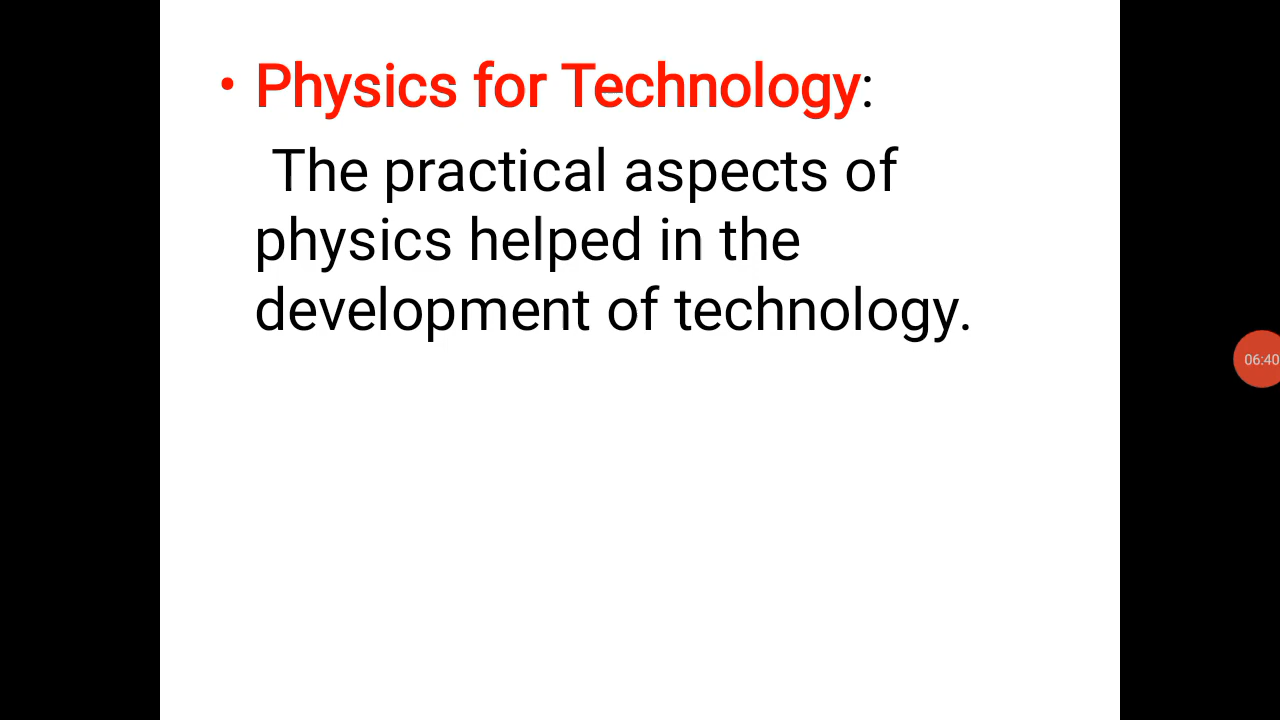 • Physics for Technology:
The practical aspects of
physics helped in the
development of technology.
06:40